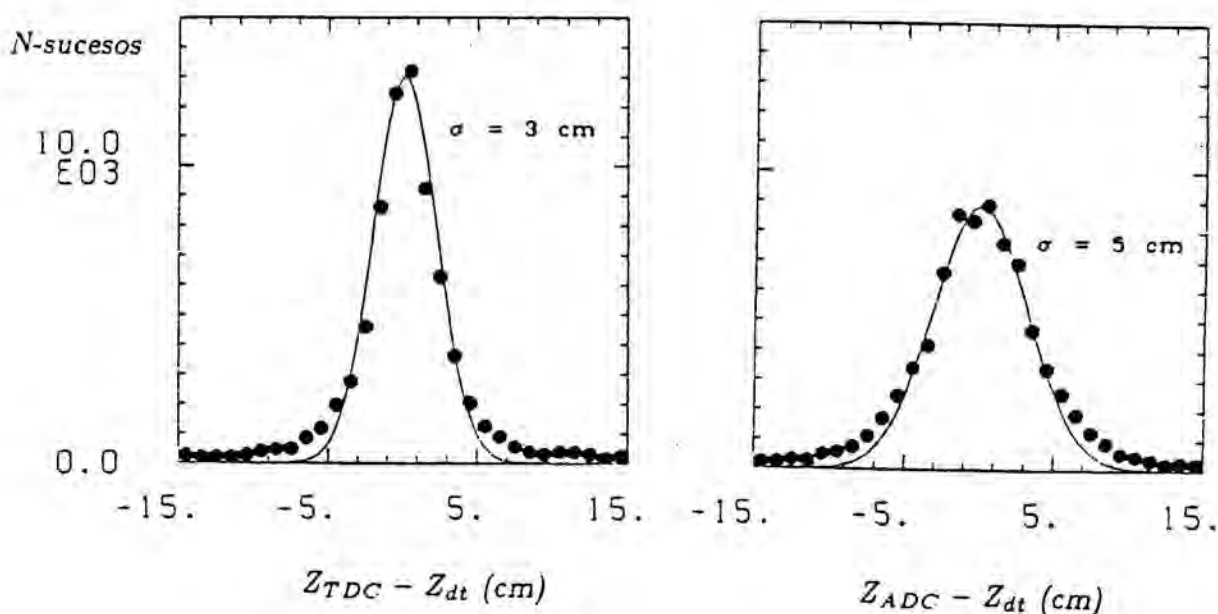 N-sucesos
10.0
E03
0.0
σ = 3 cm
-15. -5. 5. 15.
Z_TDC − Z_dt (cm)
σ = 5 cm
-15. -5. 5. 15.
Z_ADC − Z_dt (cm)